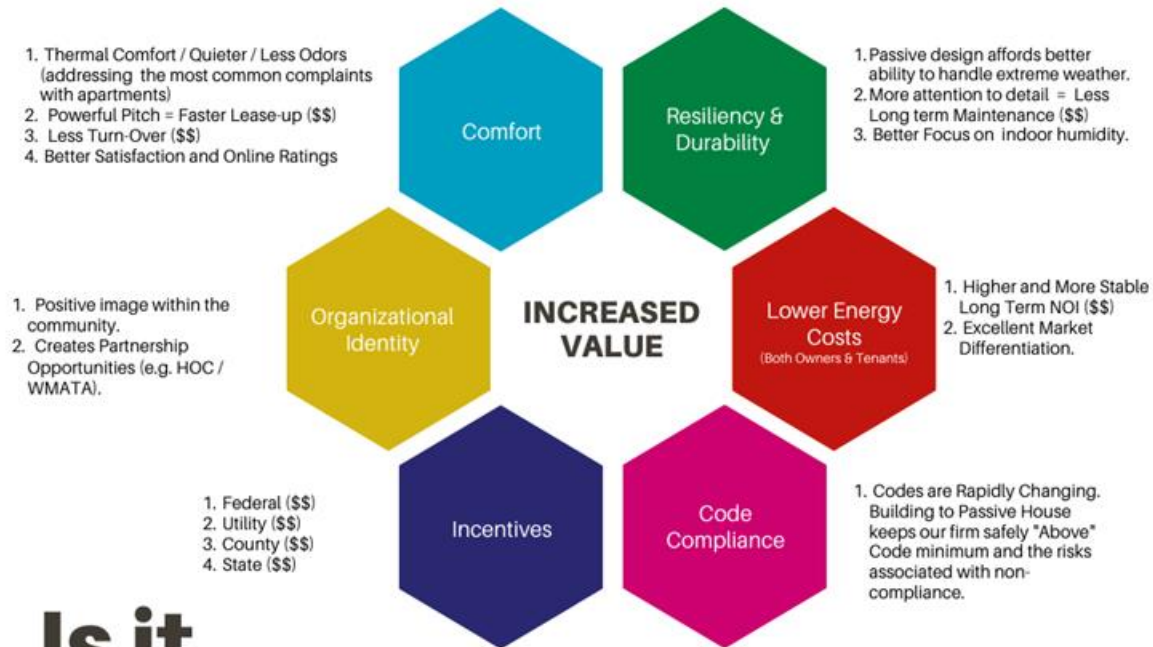 1. Thermal Comfort / Quieter / Less Odors
(addressing the most common complaints
with apartments)
2. Powerful Pitch = Faster Lease-up ($$)
3. Less Turn-Over ($$)
4. Better Satisfaction and Online Ratings
Comfort
Resiliency &
Durability
1. Passive design affords better
ability to handle extreme weather.
2. More attention to detail = Less
Long term Maintenance ($$)
3. Better Focus on indoor humidity.
1. Positive image within the
community.
2. Creates Partnership
Opportunities (e.g. HOC /
WMATA).
Organizational
Identity
INCREASED
VALUE
Lower Energy
Costs
(Both Owners & Tenants)
1. Higher and More Stable
Long Term NOI ($$)
2. Excellent Market
Differentiation.
1. Federal ($$)
2. Utility ($$)
3. County ($$)
4. State ($$)
Incentives
Code
Compliance
1. Codes are Rapidly Changing.
Building to Passive House
keeps our firm safely "Above"
Code minimum and the risks
associated with non-
compliance.
Is it